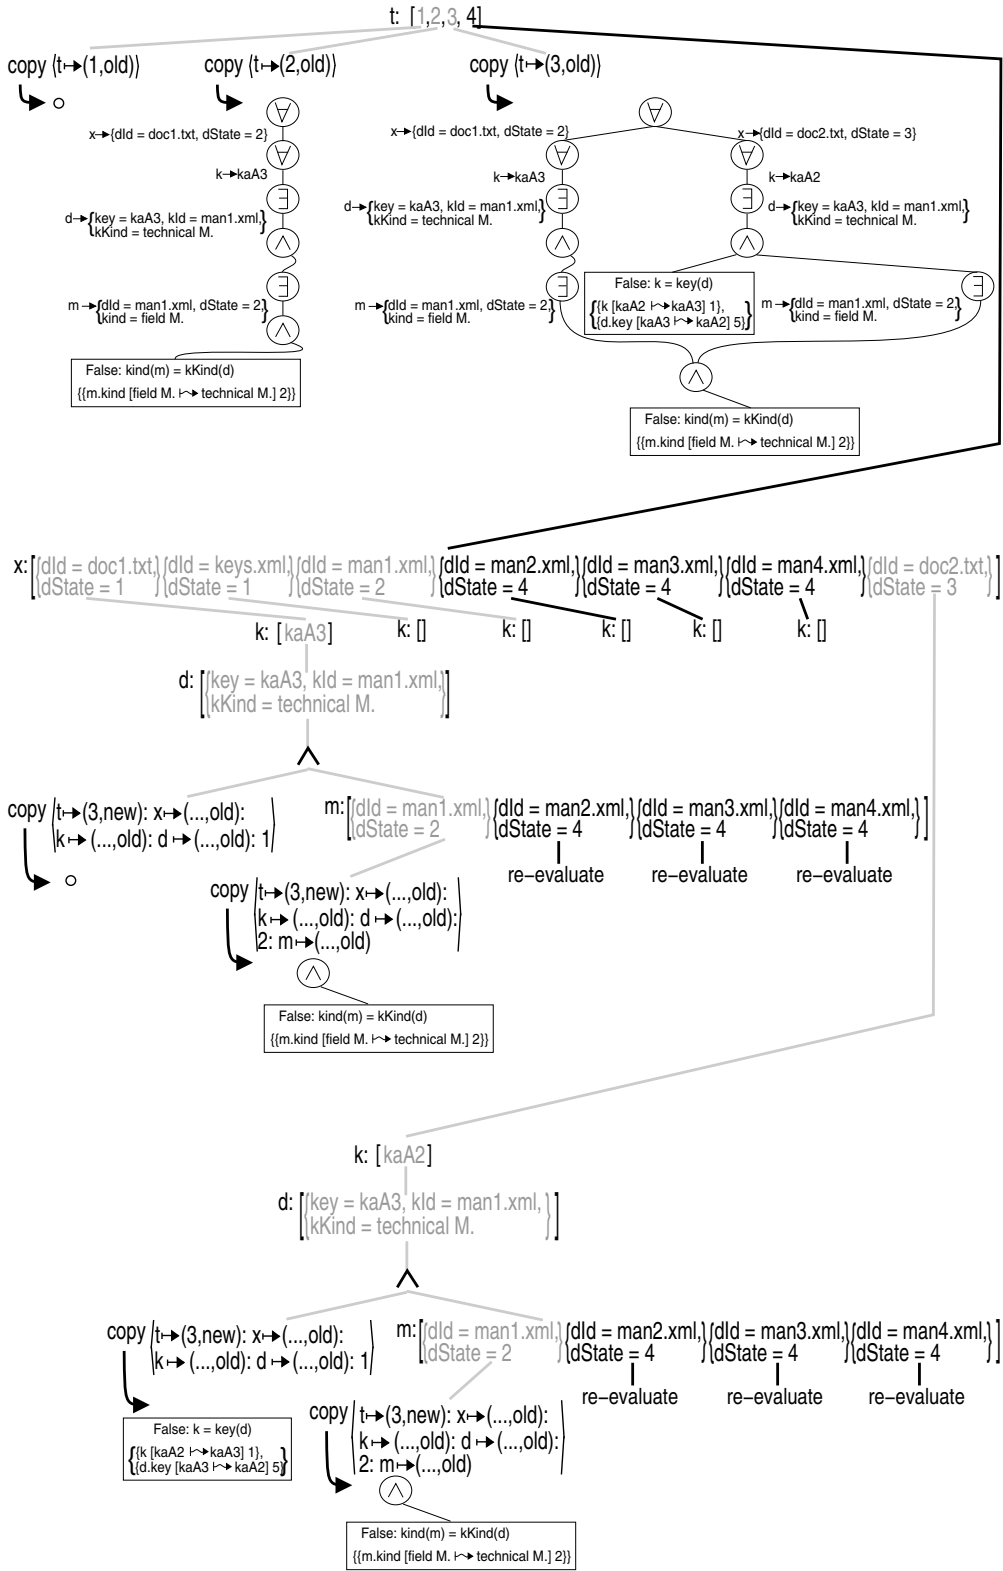 t: [1,2,3, 4]
copy ⟨t↦(1,old)⟩ copy ⟨t↦(2,old)⟩ copy ⟨t↦(3,old)⟩
∀ ∀
x→{dId = doc1.txt, dState = 2} x→{dId = doc1.txt, dState = 2} x→{dId = doc2.txt, dState = 3}
∀ ∀ ∀
k→kaA3 k→kaA3 k→kaA2
∃ ∃ ∃
d→{key = kaA3, kId = man1.xml, d→{key = kaA3, kId = man1.xml, d→{key = kaA3, kId = man1.xml,
kKind = technical M.} kKind = technical M.} kKind = technical M.}
∧ ∧ ∧
∃ ∃ False: k = key(d) ∃
m→{dId = man1.xml, dState = 2, m→{dId = man1.xml, dState = 2, {{k [kaA2 ↝ kaA3] 1}, m→{dId = man1.xml, dState = 2,
kind = field M.} kind = field M.} {d.key [kaA3 ↝ kaA2] 5}} kind = field M.}
∧
False: kind(m) = kKind(d)
{{m.kind [field M. ↝ technical M.] 2}}
∧
False: kind(m) = kKind(d)
{{m.kind [field M. ↝ technical M.] 2}}
x: [{dId = doc1.txt, {dId = keys.xml, {dId = man1.xml, {dId = man2.xml, {dId = man3.xml, {dId = man4.xml, {dId = doc2.txt,
dState = 1} dState = 1} dState = 2} dState = 4} dState = 4} dState = 4} dState = 3}]
k: [kaA3] k: [] k: [] k: [] k: [] k: []
d: [{key = kaA3, kId = man1.xml,
kKind = technical M.}]
∧
copy ⟨t↦(3,new): x↦(...,old):
k↦(...,old): d↦(...,old): 1⟩
m: [{dId = man1.xml, {dId = man2.xml, {dId = man3.xml, {dId = man4.xml,
dState = 2} dState = 4} dState = 4} dState = 4}]
re–evaluate re–evaluate re–evaluate
copy ⟨t↦(3,new): x↦(...,old):
k↦(...,old): d↦(...,old):
2: m↦(...,old)⟩
∧
False: kind(m) = kKind(d)
{{m.kind [field M. ↝ technical M.] 2}}
k: [kaA2]
d: [{key = kaA3, kId = man1.xml,
kKind = technical M. }]
∧
copy ⟨t↦(3,new): x↦(...,old):
k↦(...,old): d↦(...,old): 1⟩
m: [{dId = man1.xml, {dId = man2.xml, {dId = man3.xml, {dId = man4.xml,
dState = 2} dState = 4} dState = 4} dState = 4}]
re–evaluate re–evaluate re–evaluate
False: k = key(d)
{{k [kaA2 ↝ kaA3] 1},
{d.key [kaA3 ↝ kaA2] 5}}
copy ⟨t↦(3,new): x↦(...,old):
k↦(...,old): d↦(...,old):
2: m↦(...,old)⟩
∧
False: kind(m) = kKind(d)
{{m.kind [field M. ↝ technical M.] 2}}